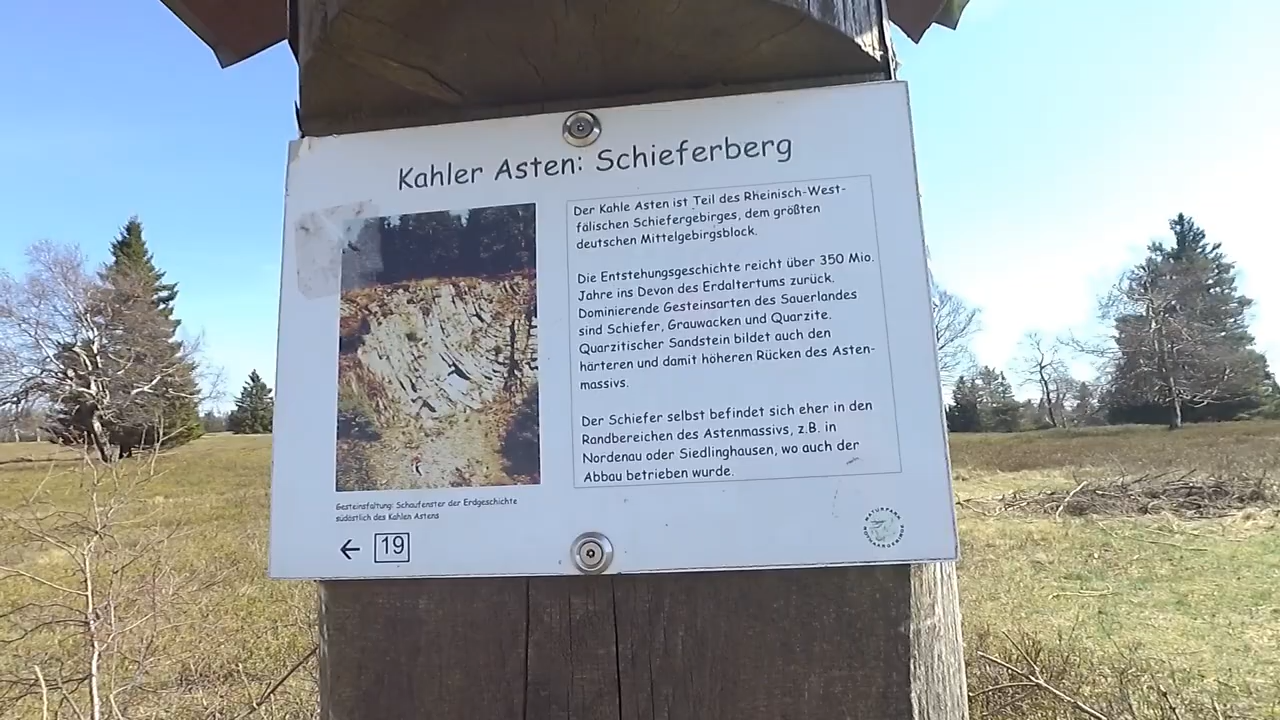 Kahler Asten: Schieferberg
Der Kahle Asten ist Teil des Rheinisch-West-
fälischen Schiefergebirges, dem größten
deutschen Mittelgebirgsblock.
Die Entstehungsgeschichte reicht über 350 Mio.
Jahre ins Devon des Erdaltertums zurück.
Dominierende Gesteinsarten des Sauerlandes
sind Schiefer, Grauwacken und Quarzite.
Quarzitischer Sandstein bildet auch den
härteren und damit höheren Rücken des Asten-
massivs.
Der Schiefer selbst befindet sich eher in den
Randbereichen des Astenmassivs, z.B. in
Nordenau oder Siedlinghausen, wo auch der
Abbau betrieben wurde.
Gesteinsfaltung: Schaufenster der Erdgeschichte
südöstlich des Kahlen Astens
← 19
NATURPARK
ROTHAARGEBIRGE